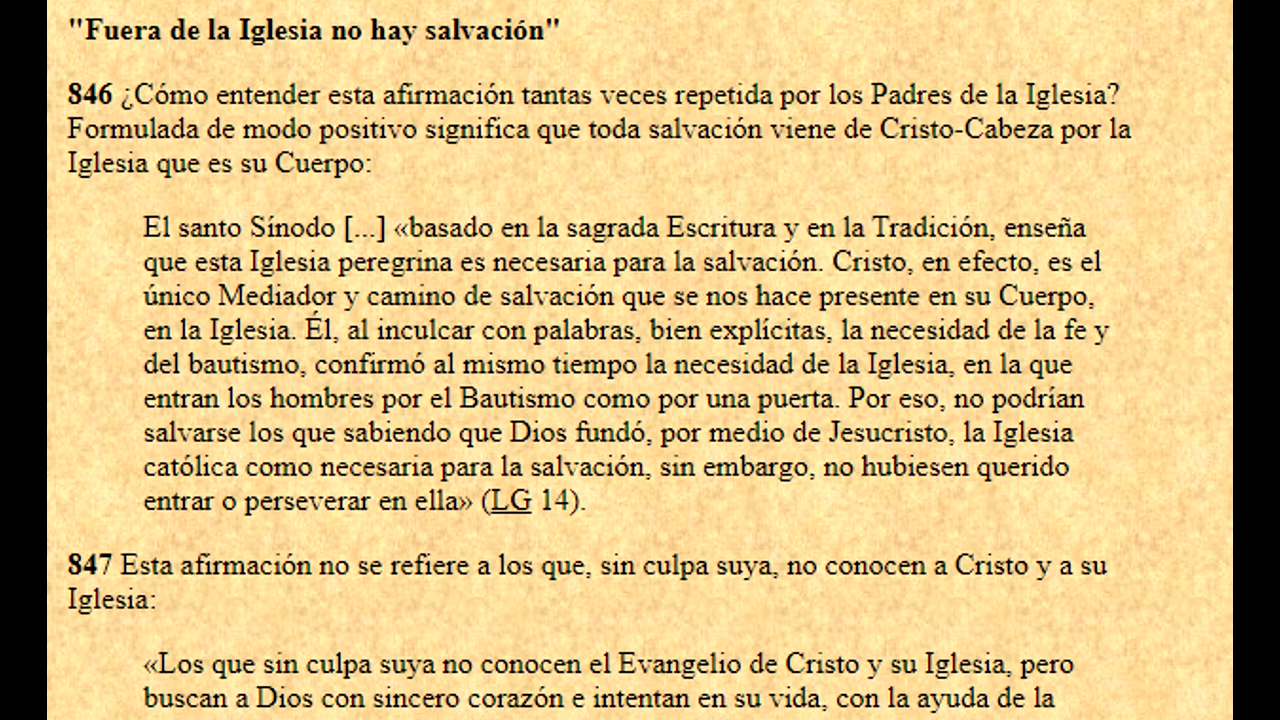 "Fuera de la Iglesia no hay salvación"
846 ¿Cómo entender esta afirmación tantas veces repetida por los Padres de la Iglesia?
Formulada de modo positivo significa que toda salvación viene de Cristo-Cabeza por la
Iglesia que es su Cuerpo:
El santo Sínodo [...] «basado en la sagrada Escritura y en la Tradición, enseña
que esta Iglesia peregrina es necesaria para la salvación. Cristo, en efecto, es el
único Mediador y camino de salvación que se nos hace presente en su Cuerpo,
en la Iglesia. Él, al inculcar con palabras, bien explícitas, la necesidad de la fe y
del bautismo, confirmó al mismo tiempo la necesidad de la Iglesia, en la que
entran los hombres por el Bautismo como por una puerta. Por eso, no podrían
salvarse los que sabiendo que Dios fundó, por medio de Jesucristo, la Iglesia
católica como necesaria para la salvación, sin embargo, no hubiesen querido
entrar o perseverar en ella» (LG 14).
847 Esta afirmación no se refiere a los que, sin culpa suya, no conocen a Cristo y a su
Iglesia:
«Los que sin culpa suya no conocen el Evangelio de Cristo y su Iglesia, pero
buscan a Dios con sincero corazón e intentan en su vida, con la ayuda de la